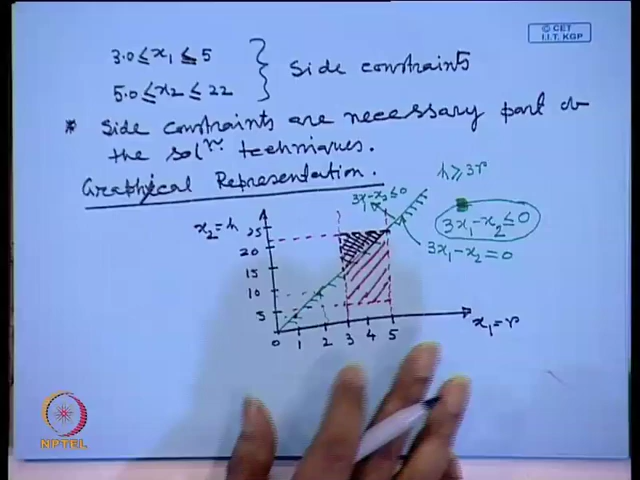 © CET
I.I.T. KGP
3.0 ≤ x₁ ≤ 5
5.0 ≤ x₂ ≤ 22
} Side constraints
* Side constraints are necessary part of
the solⁿ. techniques.
Graphical Representation.
h ≥ 3r
3x₁-x₂≤0
3x₁-x₂≤0
3x₁-x₂=0
x₂=h
25
20
15
10
5
0 1 2 3 4 5
x₁=r
NPTEL